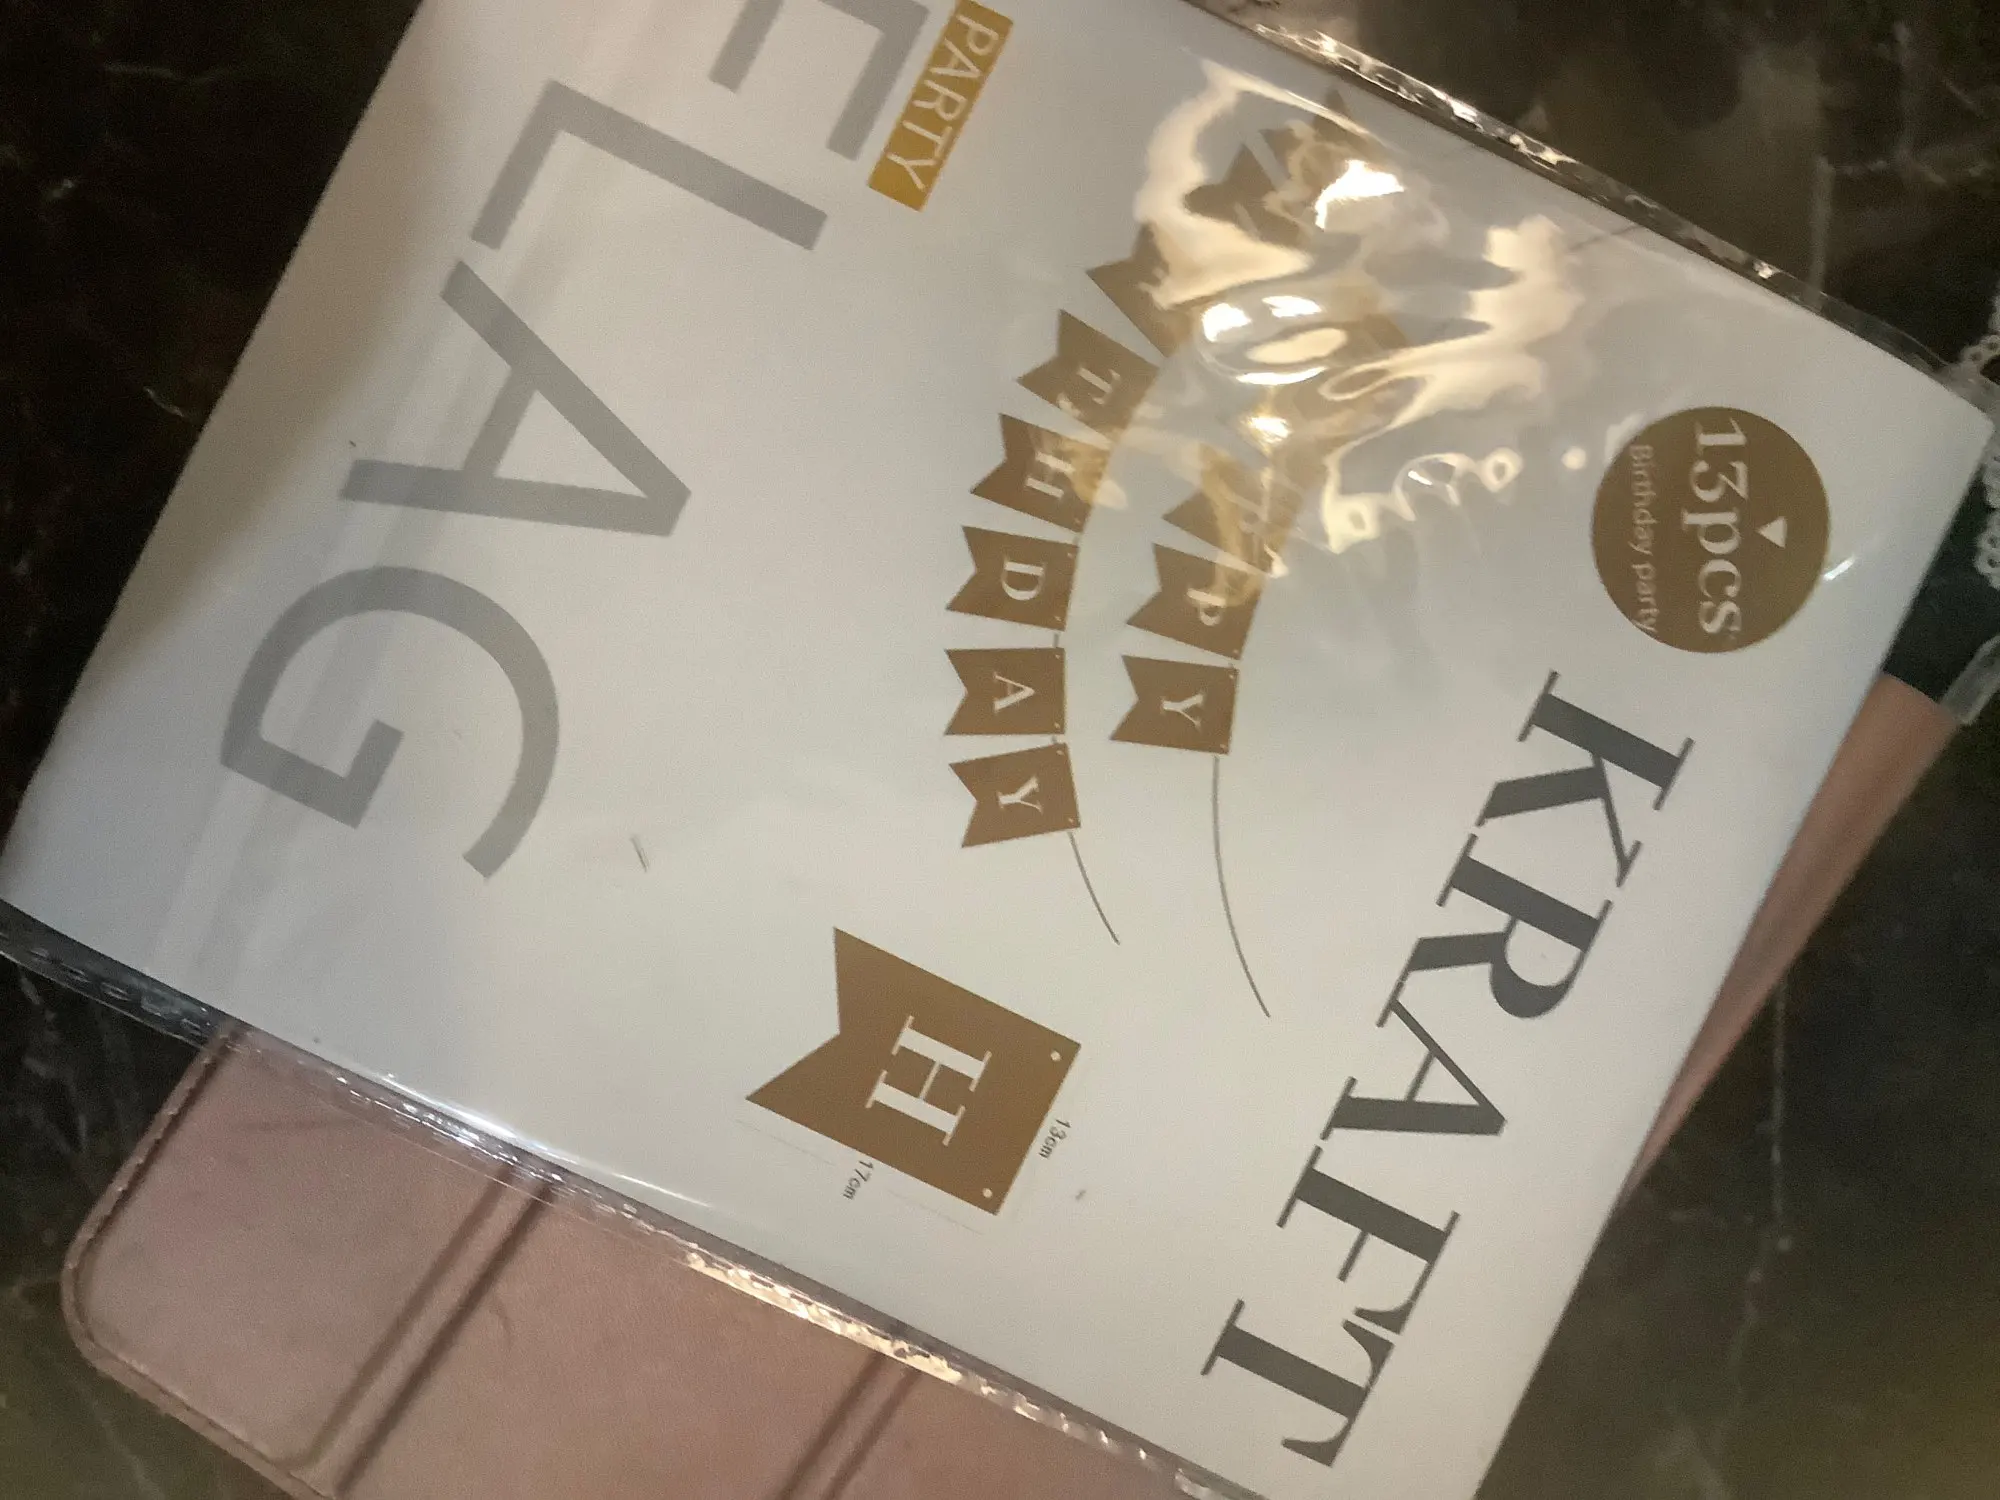 13pcs
Birthday party
KRAFT
P P Y
T H D A Y
H
13cm
17cm
PARTY
FLAG